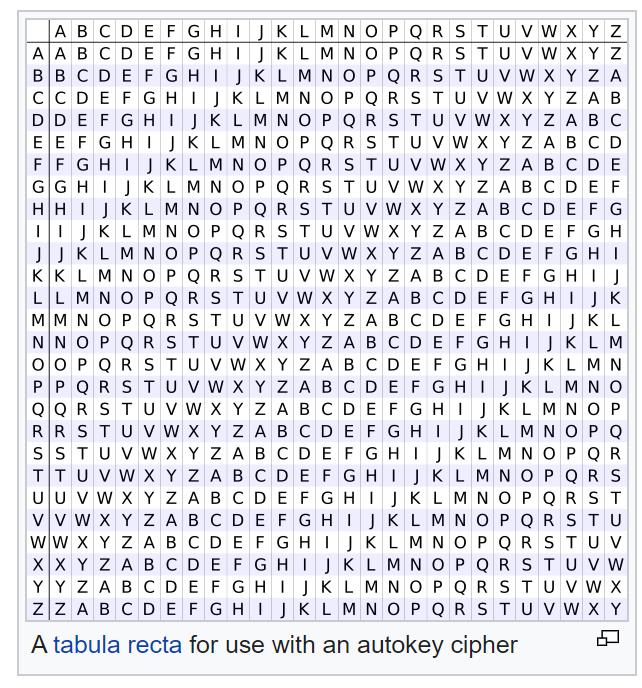 A B C D E F G H I J K L M N O P Q R S T U V W X Y Z
A A B C D E F G H I J K L M N O P Q R S T U V W X Y Z
B B C D E F G H I J K L M N O P Q R S T U V W X Y Z A
C C D E F G H I J K L M N O P Q R S T U V W X Y Z A B
D D E F G H I J K L M N O P Q R S T U V W X Y Z A B C
E E F G H I J K L M N O P Q R S T U V W X Y Z A B C D
F F G H I J K L M N O P Q R S T U V W X Y Z A B C D E
G G H I J K L M N O P Q R S T U V W X Y Z A B C D E F
H H I J K L M N O P Q R S T U V W X Y Z A B C D E F G
I I J K L M N O P Q R S T U V W X Y Z A B C D E F G H
J J K L M N O P Q R S T U V W X Y Z A B C D E F G H I
K K L M N O P Q R S T U V W X Y Z A B C D E F G H I J
L L M N O P Q R S T U V W X Y Z A B C D E F G H I J K
M M N O P Q R S T U V W X Y Z A B C D E F G H I J K L
N N O P Q R S T U V W X Y Z A B C D E F G H I J K L M
O O P Q R S T U V W X Y Z A B C D E F G H I J K L M N
P P Q R S T U V W X Y Z A B C D E F G H I J K L M N O
Q Q R S T U V W X Y Z A B C D E F G H I J K L M N O P
R R S T U V W X Y Z A B C D E F G H I J K L M N O P Q
S S T U V W X Y Z A B C D E F G H I J K L M N O P Q R
T T U V W X Y Z A B C D E F G H I J K L M N O P Q R S
U U V W X Y Z A B C D E F G H I J K L M N O P Q R S T
V V W X Y Z A B C D E F G H I J K L M N O P Q R S T U
W W X Y Z A B C D E F G H I J K L M N O P Q R S T U V
X X Y Z A B C D E F G H I J K L M N O P Q R S T U V W
Y Y Z A B C D E F G H I J K L M N O P Q R S T U V W X
Z Z A B C D E F G H I J K L M N O P Q R S T U V W X Y
A tabula recta for use with an autokey cipher